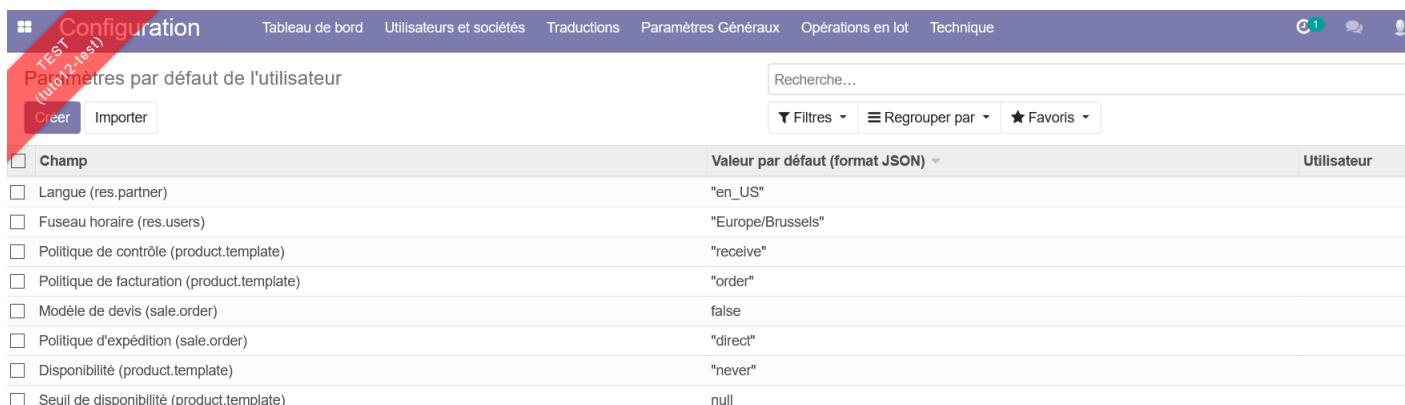 Configuration Tableau de bord Utilisateurs et sociétés Traductions Paramètres Généraux Opérations en lot Technique 1
TEST
(tuto12-test)
Paramètres par défaut de l'utilisateur Recherche...
Créer Importer Filtres Regrouper par Favoris
Champ Valeur par défaut (format JSON) Utilisateur
Langue (res.partner) "en_US"
Fuseau horaire (res.users) "Europe/Brussels"
Politique de contrôle (product.template) "receive"
Politique de facturation (product.template) "order"
Modèle de devis (sale.order) false
Politique d'expédition (sale.order) "direct"
Disponibilité (product.template) "never"
Seuil de disponibilité (product.template) null